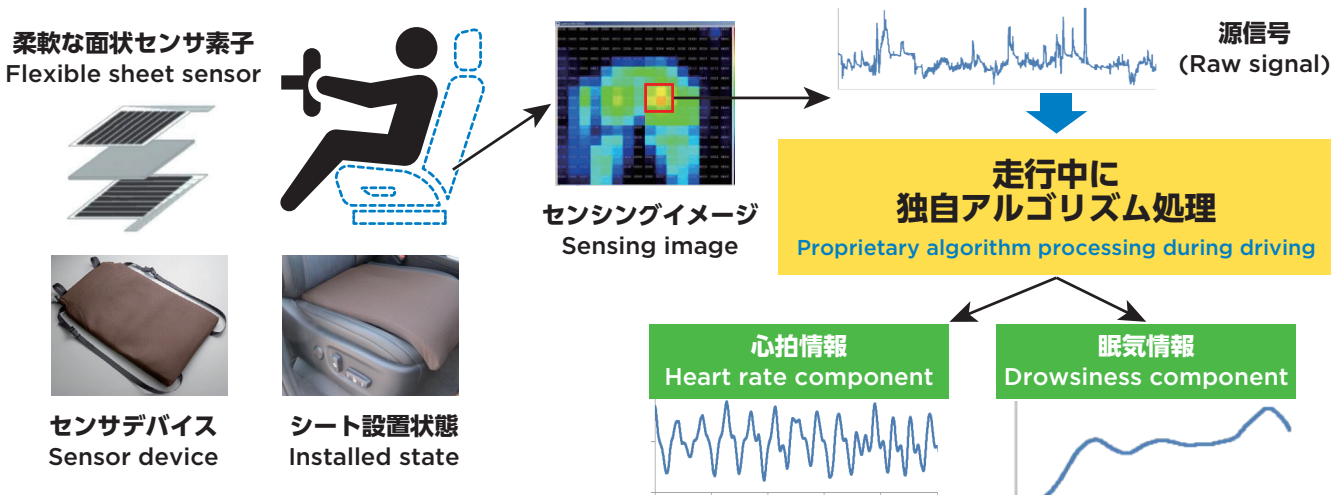 柔軟な面状センサ素子
Flexible sheet sensor
センサデバイス
Sensor device
シート設置状態
Installed state
センシングイメージ
Sensing image
源信号
(Raw signal)
走行中に
独自アルゴリズム処理
Proprietary algorithm processing during driving
心拍情報
Heart rate component
眠気情報
Drowsiness component